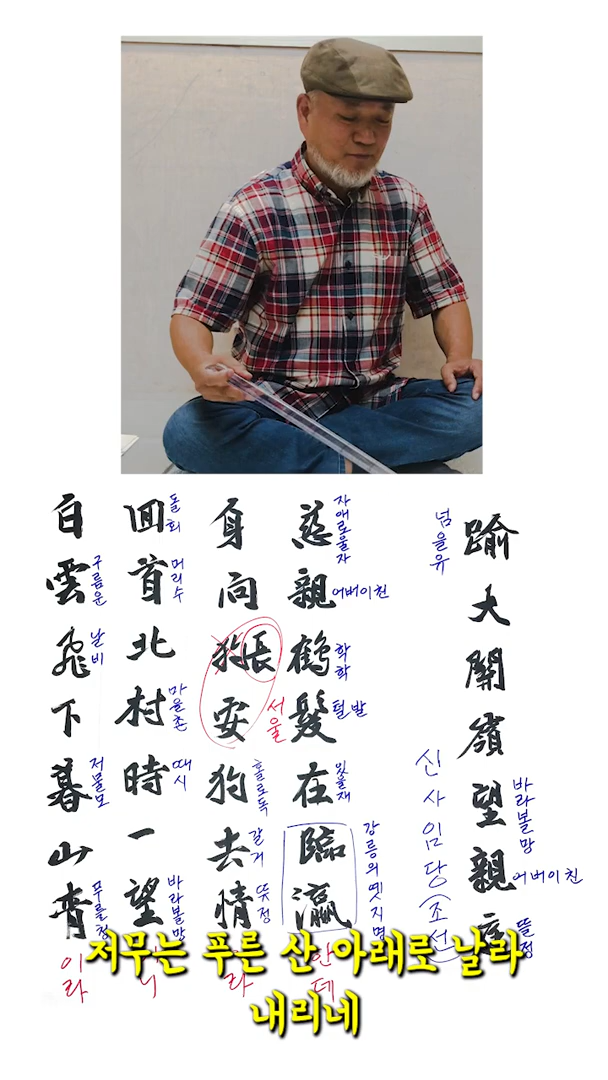 踰大關嶺望親庭
넘을유
바라볼망
어버이친
뜰정
신사임당(조선)
慈親鶴髮在臨瀛
자애로울자
어버이친
학학
털발
있을재
강릉의옛지명
데
身向独長安独去情
서울
홀로독
갈거
뜻정
라
回首北村時一望
돌회
머리수
마을촌
때시
바라볼망
니
白雲飛下暮山青
구름운
날비
저물모
푸를청
이라
저무는 푸른 산 아래로 날라
내리네